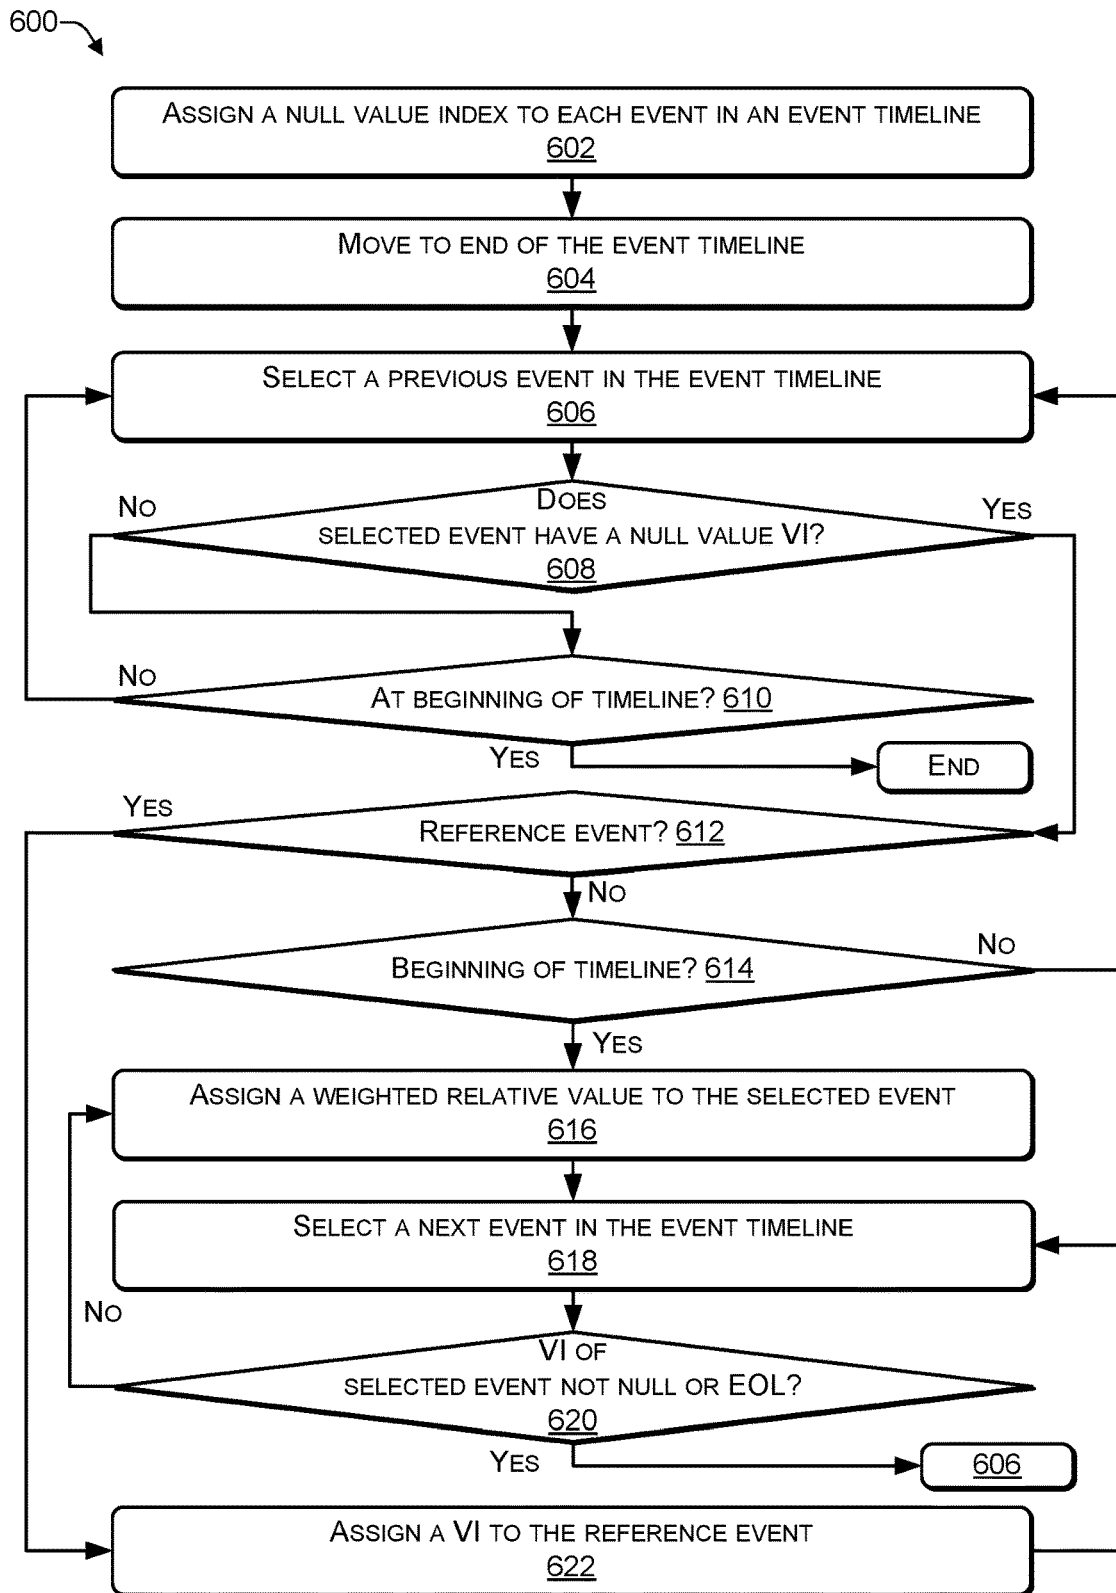 600
ASSIGN A NULL VALUE INDEX TO EACH EVENT IN AN EVENT TIMELINE
602
MOVE TO END OF THE EVENT TIMELINE
604
SELECT A PREVIOUS EVENT IN THE EVENT TIMELINE
606
NO
DOES
YES
SELECTED EVENT HAVE A NULL VALUE VI?
608
NO
AT BEGINNING OF TIMELINE? 610
YES
END
YES
REFERENCE EVENT? 612
NO
NO
BEGINNING OF TIMELINE? 614
YES
ASSIGN A WEIGHTED RELATIVE VALUE TO THE SELECTED EVENT
616
SELECT A NEXT EVENT IN THE EVENT TIMELINE
618
NO
VI OF
SELECTED EVENT NOT NULL OR EOL?
620
YES
606
ASSIGN A VI TO THE REFERENCE EVENT
622